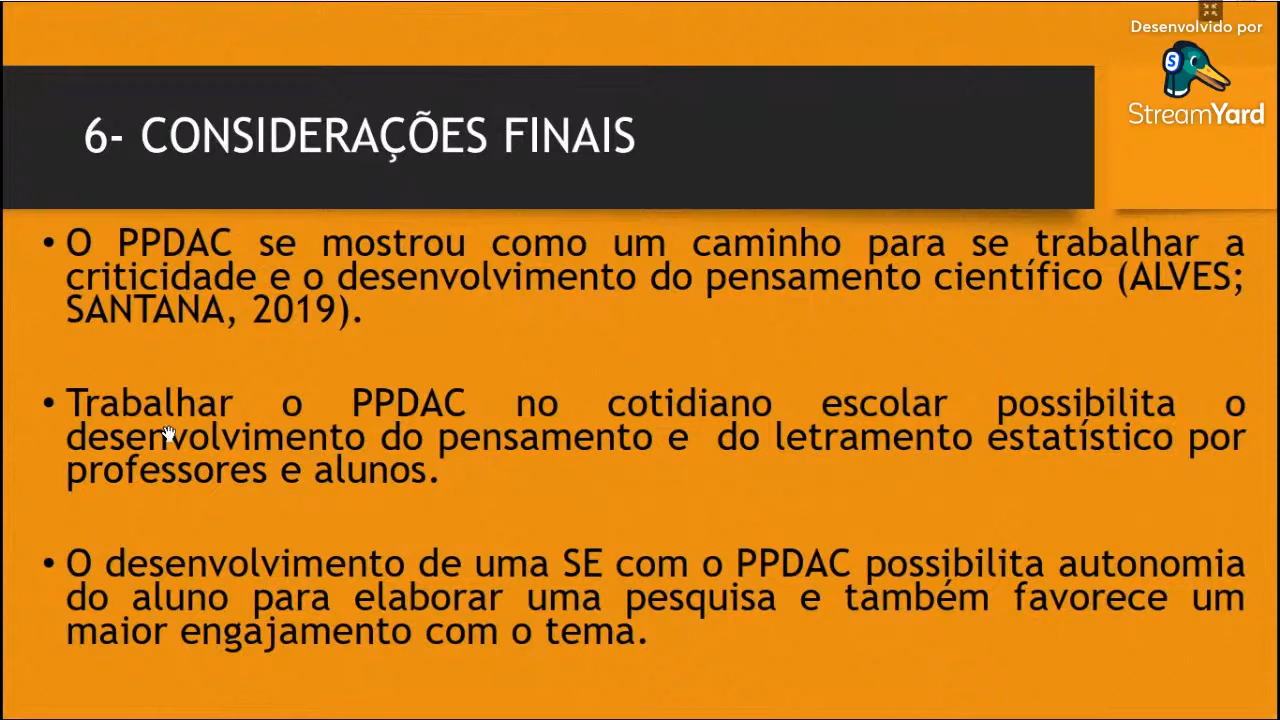 Desenvolvido por
StreamYard
6- CONSIDERAÇÕES FINAIS
• O PPDAC se mostrou como um caminho para se trabalhar a
criticidade e o desenvolvimento do pensamento científico (ALVES;
SANTANA, 2019).
• Trabalhar o PPDAC no cotidiano escolar possibilita o
desenvolvimento do pensamento e do letramento estatístico por
professores e alunos.
• O desenvolvimento de uma SE com o PPDAC possibilita autonomia
do aluno para elaborar uma pesquisa e também favorece um
maior engajamento com o tema.